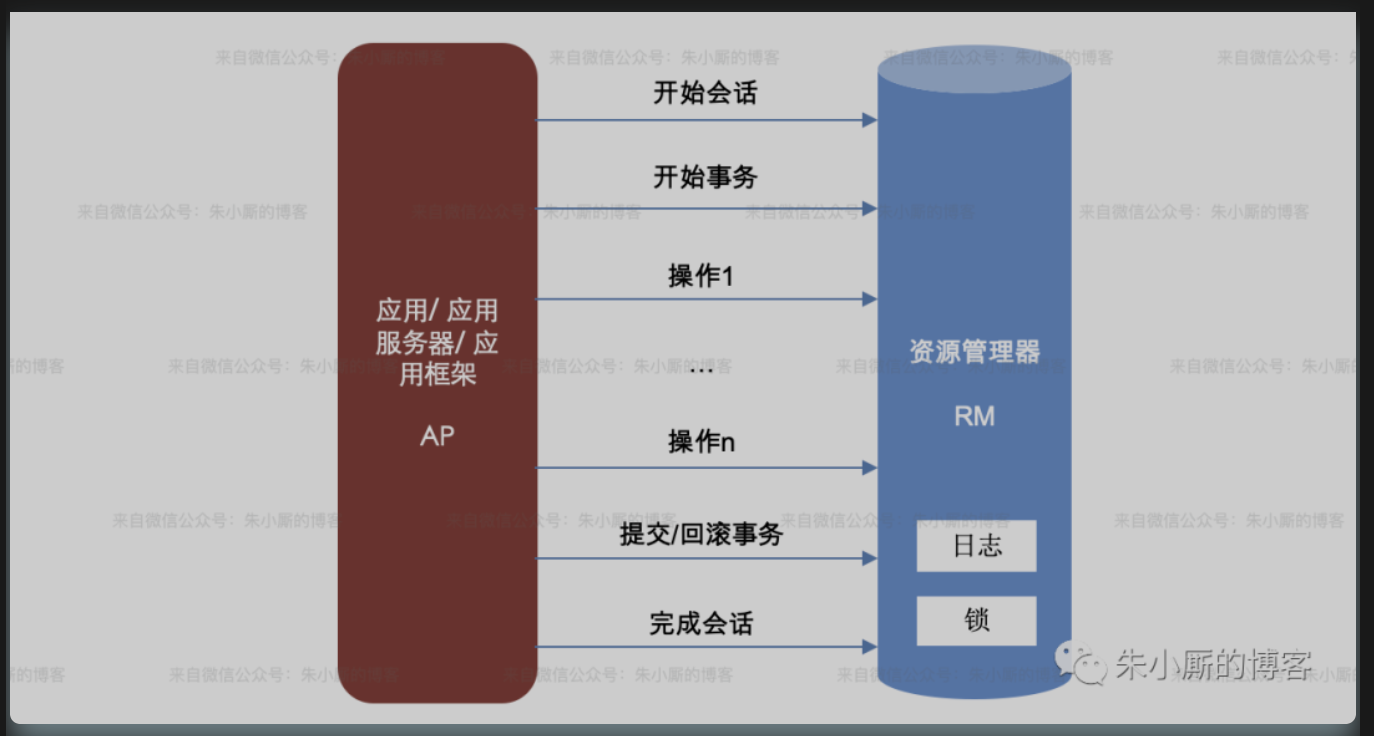 来自微信公众号：朱小厮的博客 来自微信公众号：朱小厮的博客 来自微信公众号：朱小厮的博客 来自微信公众号：
开始会话
开始事务
来自微信公众号：朱小厮的博客 来自微信公众号：朱小厮的博客 来自微信公众号：朱小厮的博客 来自微信公众号：朱小厮的博客
操作1
应用/ 应用
服务器/ 应
用框架
AP
资源管理器
RM
的博客 来自微信公众号：朱小厮的博客 来自微信公众号：朱小厮的博客 来自微信公众号：朱小厮的博客 来自微信公众号：朱小厮
...
操作n
来自微信公众号：朱小厮的博客 来自微信公众号：朱小厮的博客 来自微信公众号：朱小厮的博客 来自微信公众号：朱小厮的博客
提交/回滚事务
日志
完成会话
锁
朱小厮的博客
的博客 来自微信公众号：朱小厮的博客 来自微信公众号：朱小厮的博客 来自微信公众号：朱小厮的博客 来自微信公众号：朱小厮